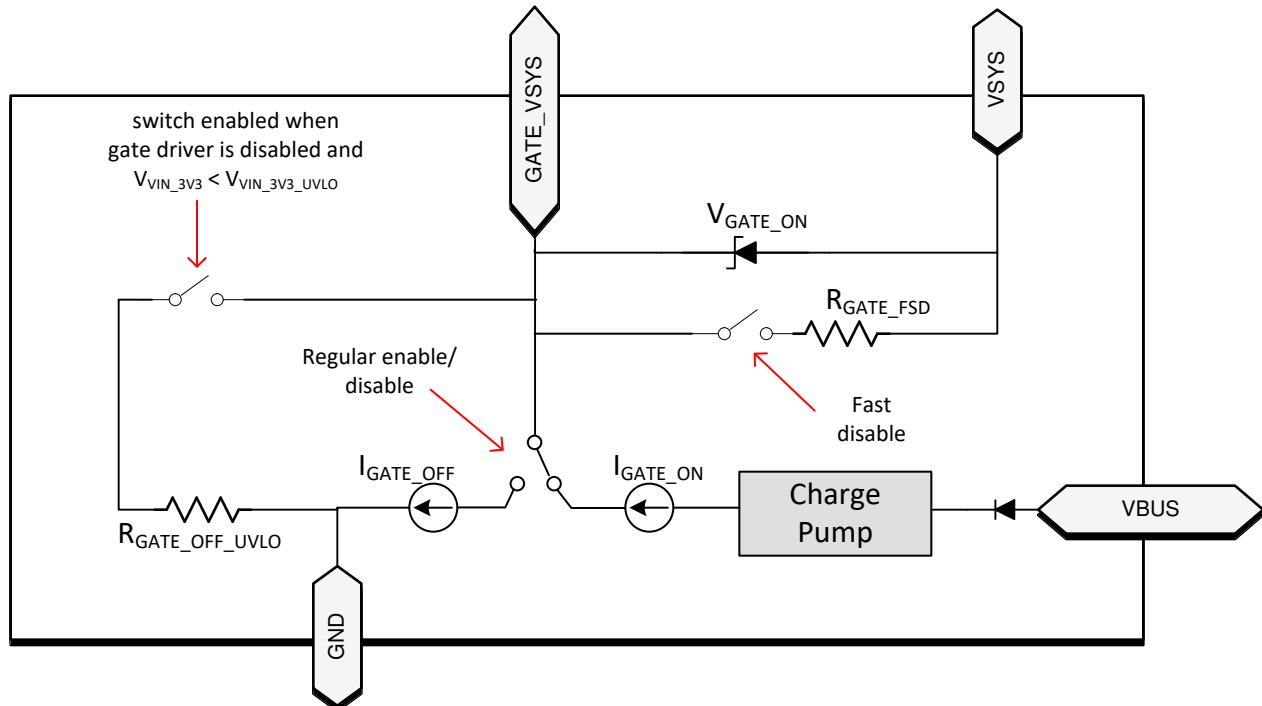 GATE_VSYS
VSYS
switch enabled when
gate driver is disabled and
VVIN_3V3 < VVIN_3V3_UVLO
VGATE_ON
RGATE_FSD
Regular enable/
disable
Fast
disable
IGATE_OFF
IGATE_ON
Charge
Pump
VBUS
RGATE_OFF_UVLO
GND